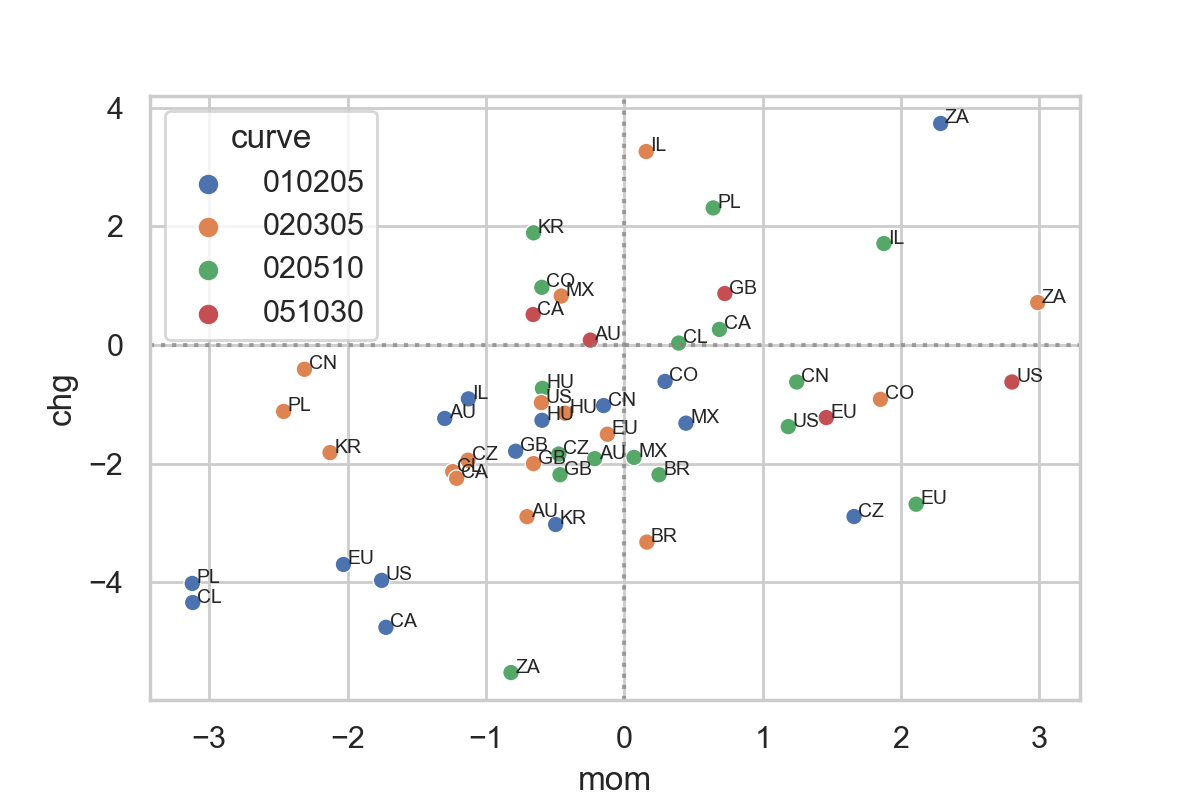 curve
010205
020305
020510
051030
chg
4
2
0
−2
−4
ZA
IL
PL
KR
IL
CO
MX
GB
ZA
CA
AU
CA
CL
CN
CO
HU
CN
US
IL
CO
US
CN
PL
HU
AU
HU
EU
MX
US
EU
KR
GB
CZ
CZ
GB
AU
MX
CL
CA
GB
BR
AU
KR
CZ
EU
BR
EU
US
PL
CL
CA
ZA
−3
−2
−1
0
1
2
3
mom